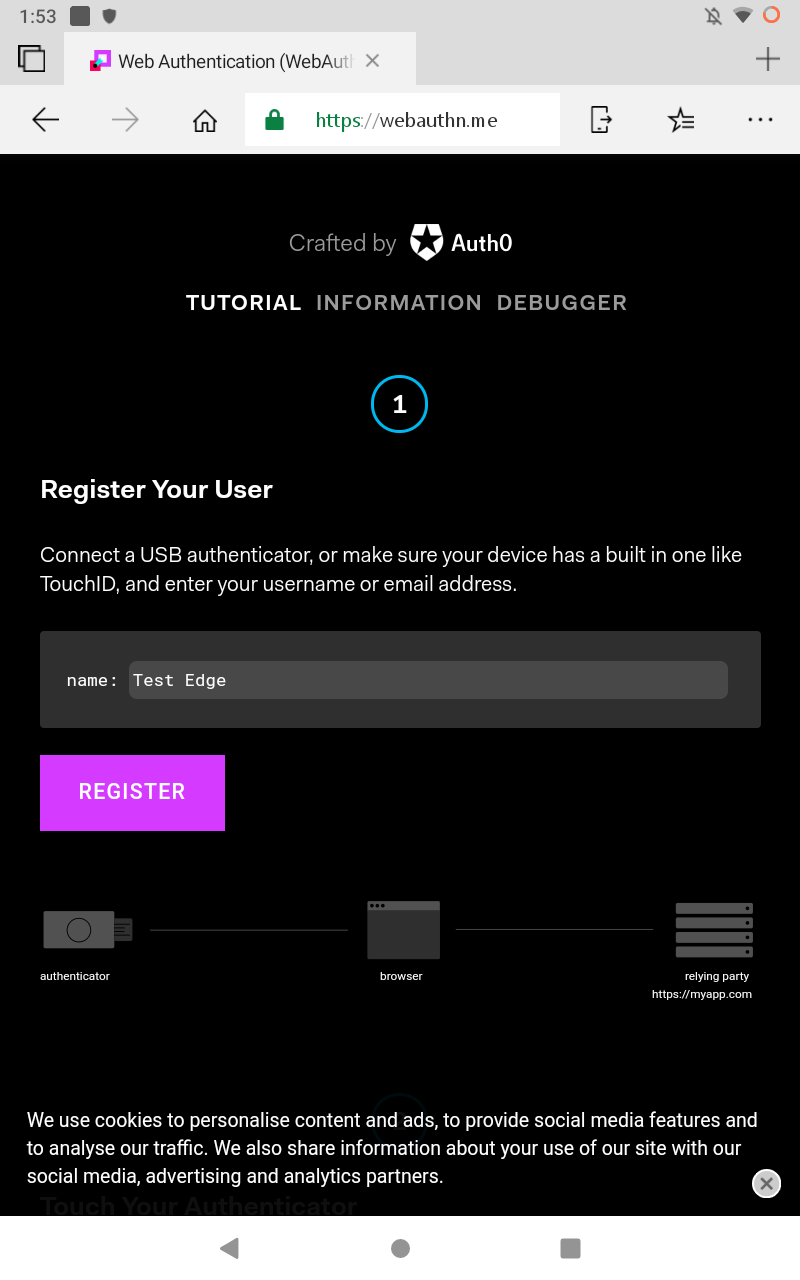 1:53
Web Authentication (WebAuth
https://webauthn.me
Crafted by Auth0
TUTORIAL INFORMATION DEBUGGER
1
Register Your User
Connect a USB authenticator, or make sure your device has a built in one like
TouchID, and enter your username or email address.
name: Test Edge
REGISTER
authenticator browser relying party
https://myapp.com
We use cookies to personalise content and ads, to provide social media features and
to analyse our traffic. We also share information about your use of our site with our
social media, advertising and analytics partners.
Touch Your Authenticator